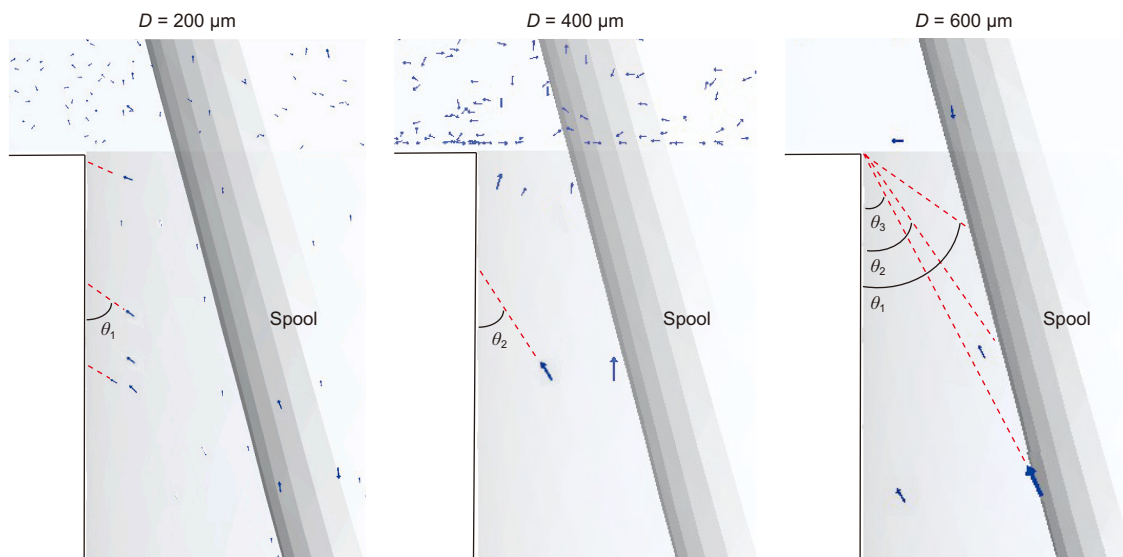 D = 200 μm
D = 400 μm
D = 600 μm
Spool
θ1
Spool
θ2
Spool
θ3
θ2
θ1